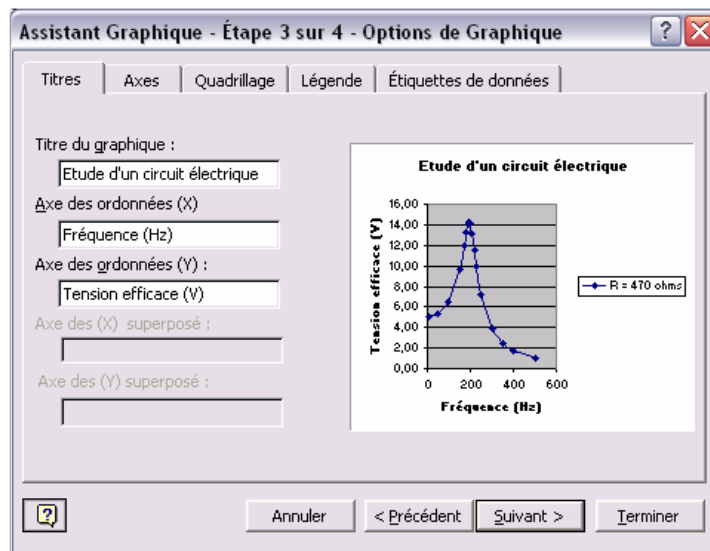 Assistant Graphique - Étape 3 sur 4 - Options de Graphique
Titres Axes Quadrillage Légende Étiquettes de données
Titre du graphique :
Etude d'un circuit électrique
Axe des ordonnées (X)
Fréquence (Hz)
Axe des ordonnées (Y) :
Tension efficace (V)
Axe des (X) superposé :
Axe des (Y) superposé :
Etude d'un circuit électrique
Tension efficace (V)
16,00
14,00
12,00
10,00
8,00
6,00
4,00
2,00
0,00
0 200 400 600
Fréquence (Hz)
R = 470 ohms
Annuler < Précédent Suivant > Terminer